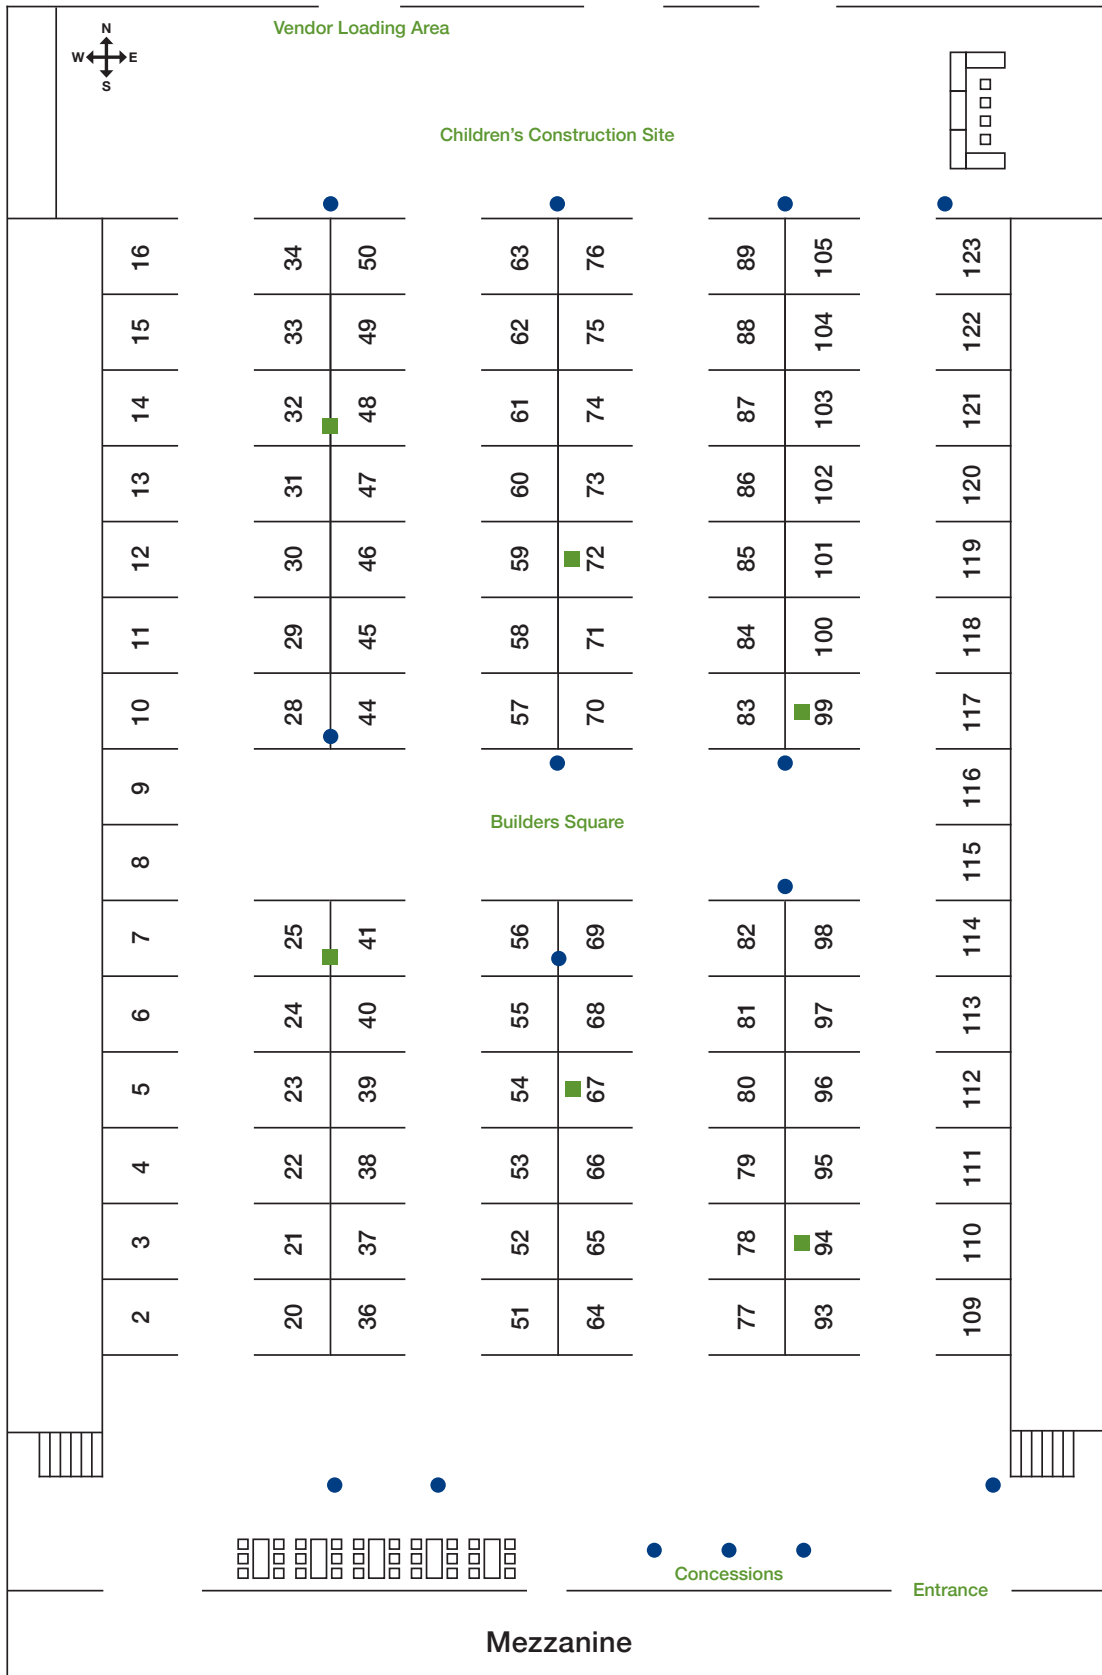 Vendor Loading Area
N
W E
S
Children's Construction Site
16 34 50 63 76 89 105 123
15 33 49 62 75 88 104 122
14 32 48 61 74 87 103 121
13 31 47 60 73 86 102 120
12 30 46 59 72 85 101 119
11 29 45 58 71 84 100 118
10 28 44 57 70 83 99 117
9 116
Builders Square
8 115
7 25 41 56 69 82 98 114
6 24 40 55 68 81 97 113
5 23 39 54 67 80 96 112
4 22 38 53 66 79 95 111
3 21 37 52 65 78 94 110
2 20 36 51 64 77 93 109
Concessions
Entrance
Mezzanine